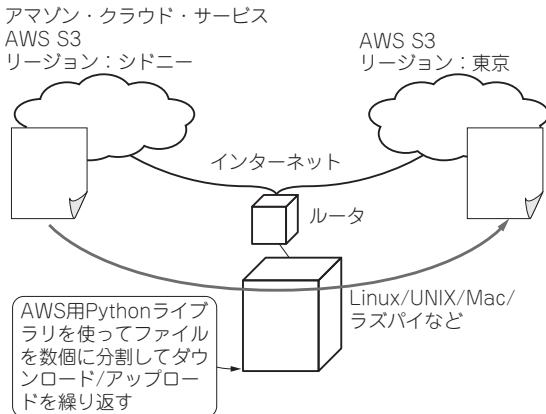 アマゾン・クラウド・サービス
AWS S3
リージョン：シドニー
AWS S3
リージョン：東京
インターネット
ルータ
Linux/UNIX/Mac/
ラズパイなど
AWS用Pythonライブ
ラリを使ってファイル
を数個に分割してダウ
ンロード/アップロー
ドを繰り返す